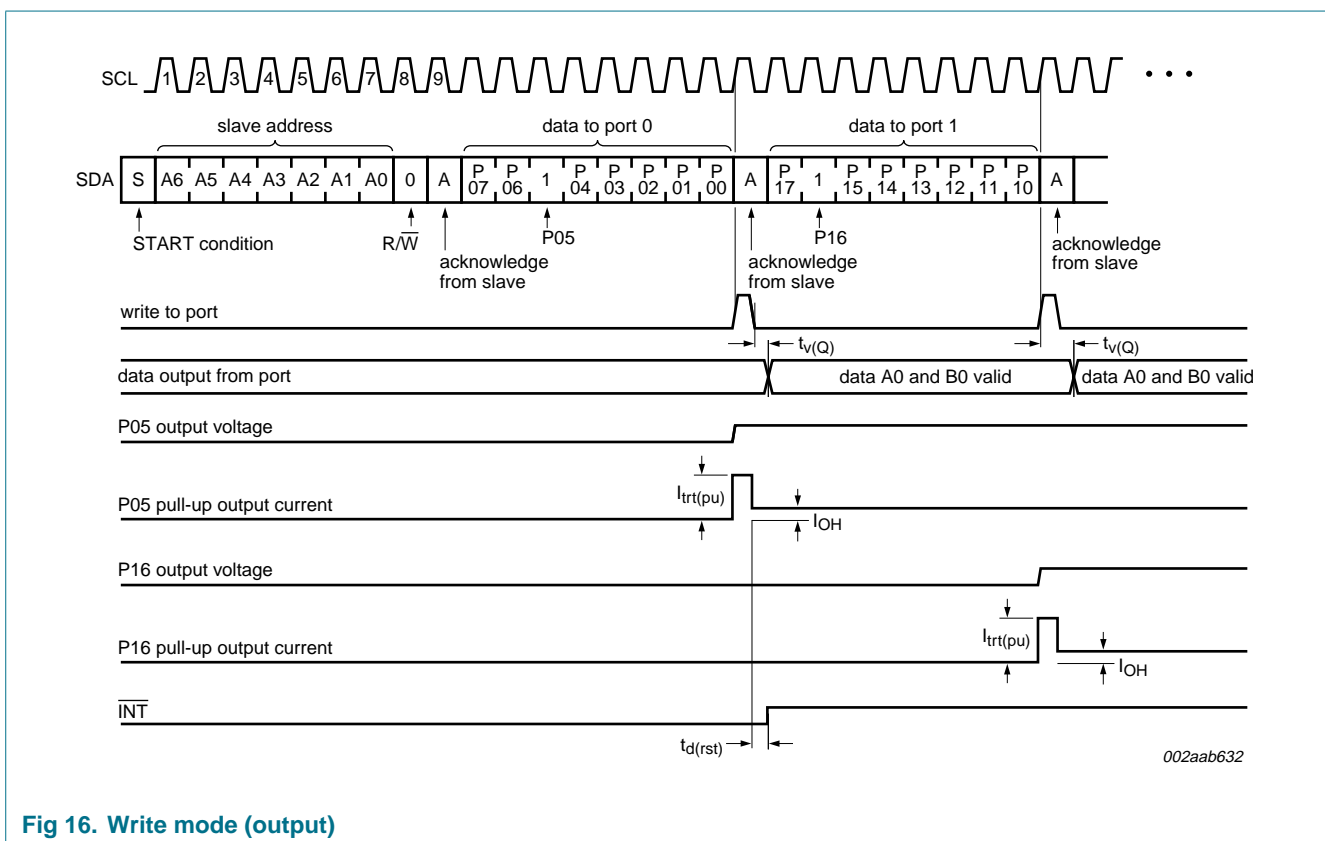 SCL 1 2 3 4 5 6 7 8 9
slave address data to port 0 data to port 1
SDA S A6 A5 A4 A3 A2 A1 A0 0 A P07 P06 1 P04 P03 P02 P01 P00 A P17 1 P15 P14 P13 P12 P11 P10 A
START condition R/W̅ P05 P16
acknowledge from slave
acknowledge from slave
acknowledge from slave
write to port
tv(Q) tv(Q)
data output from port data A0 and B0 valid data A0 and B0 valid
P05 output voltage
P05 pull-up output current Itrt(pu) IOH
P16 output voltage
P16 pull-up output current Itrt(pu) IOH
I̅N̅T̅
td(rst)
002aab632
Fig 16. Write mode (output)